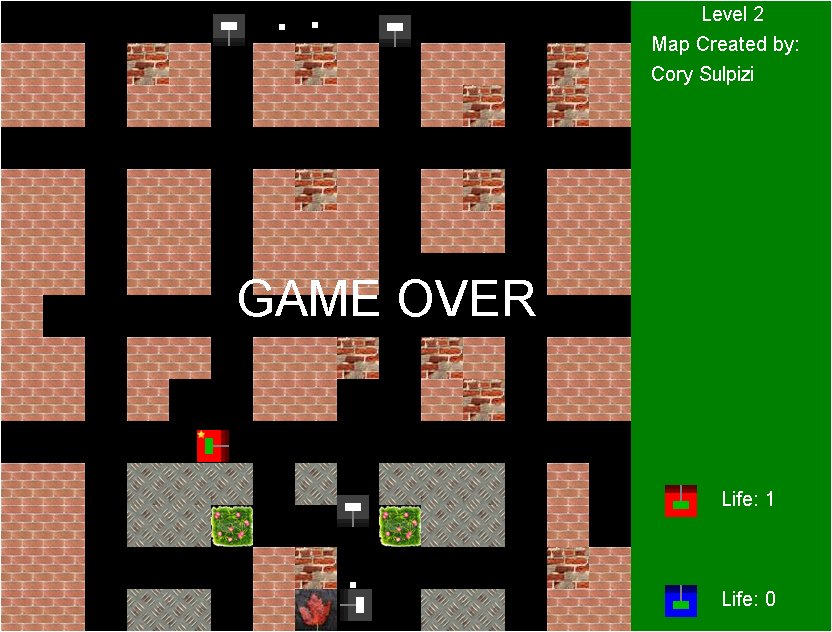 Level 2
Map Created by:
Cory Sulpizi
GAME OVER
Life: 1
Life: 0